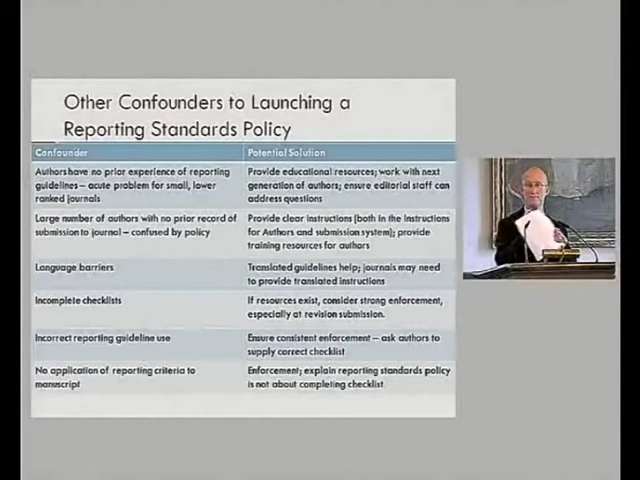 Other Confounders to Launching a
Reporting Standards Policy
Confounder
Potential Solution
Authors have no prior experience of reporting
guidelines – acute problem for small, lower
ranked journals
Provide educational resources; work with next
generation of authors; ensure editorial staff can
address questions
Large number of authors with no prior record of
submission to journal – confused by policy
Provide clear instructions (both in the Instructions
for Authors and submission system); provide
training resources for authors
Language barriers
Translated guidelines help; journals may need
to provide translated instructions
Incomplete checklists
If resources exist, consider strong enforcement,
especially at revision submission.
Incorrect reporting guideline use
Ensure consistent enforcement – ask authors to
supply correct checklist
No application of reporting criteria to
manuscript
Enforcement; explain reporting standards policy
is not about completing checklist